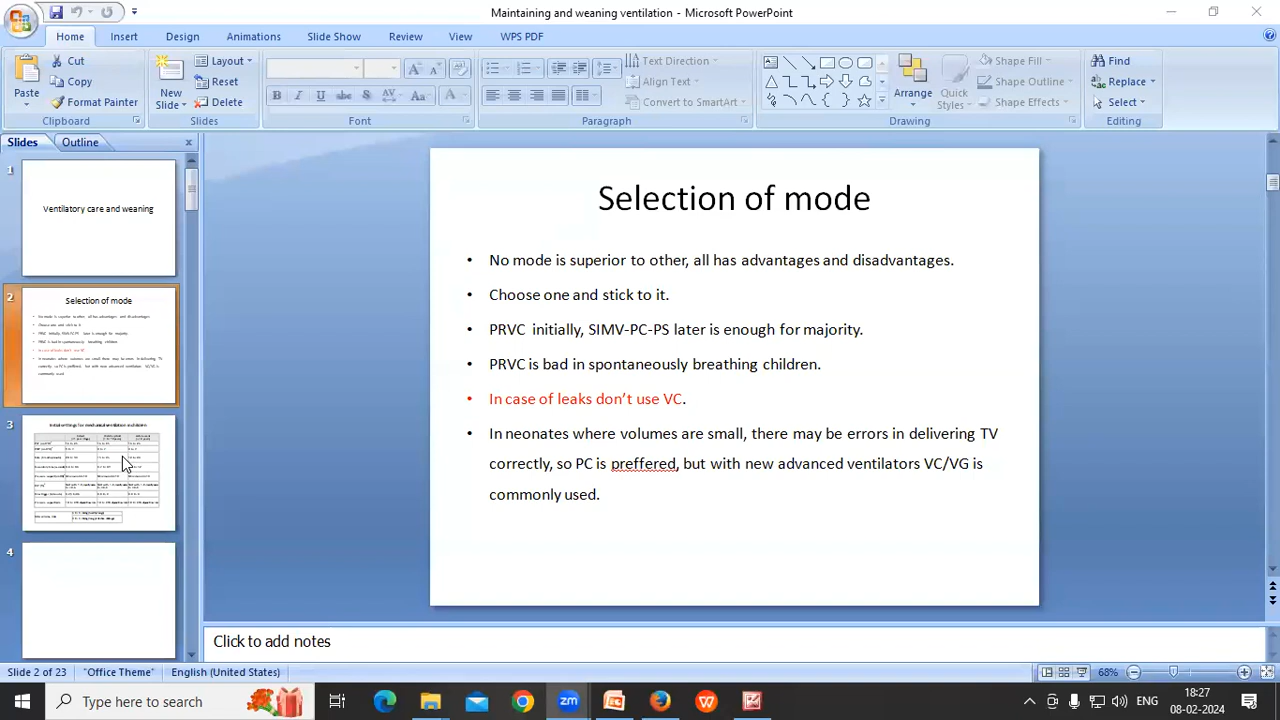 Maintaining and weaning ventilation - Microsoft PowerPoint
Home Insert Design Animations Slide Show Review View WPS PDF
Cut
Copy
Format Painter
Paste
Clipboard
New
Slide
Layout
Reset
Delete
Slides
B I U abc AV Aa A
Font
Text Direction
Align Text
Convert to SmartArt
Paragraph
Arrange
Quick
Styles
Shape Fill
Shape Outline
Shape Effects
Drawing
Find
Replace
Select
Editing
Slides Outline
1
Ventilatory care and weaning
2
Selection of mode
3
4
Selection of mode
• No mode is superior to other, all has advantages and disadvantages.
• Choose one and stick to it.
• PRVC initially, SIMV-PC-PS later is enough for majority.
• PRVC is bad in spontaneously breathing children.
• In case of leaks don’t use VC.
• In neonates where volumes are small, there may be errors in delivering TV
correctly, so PC is preffered, but with new advanced ventilators VC/VG is
commonly used.
Click to add notes
Slide 2 of 23 "Office Theme" English (United States) 68%
Type here to search
zm
W
ENG
18:27
08-02-2024